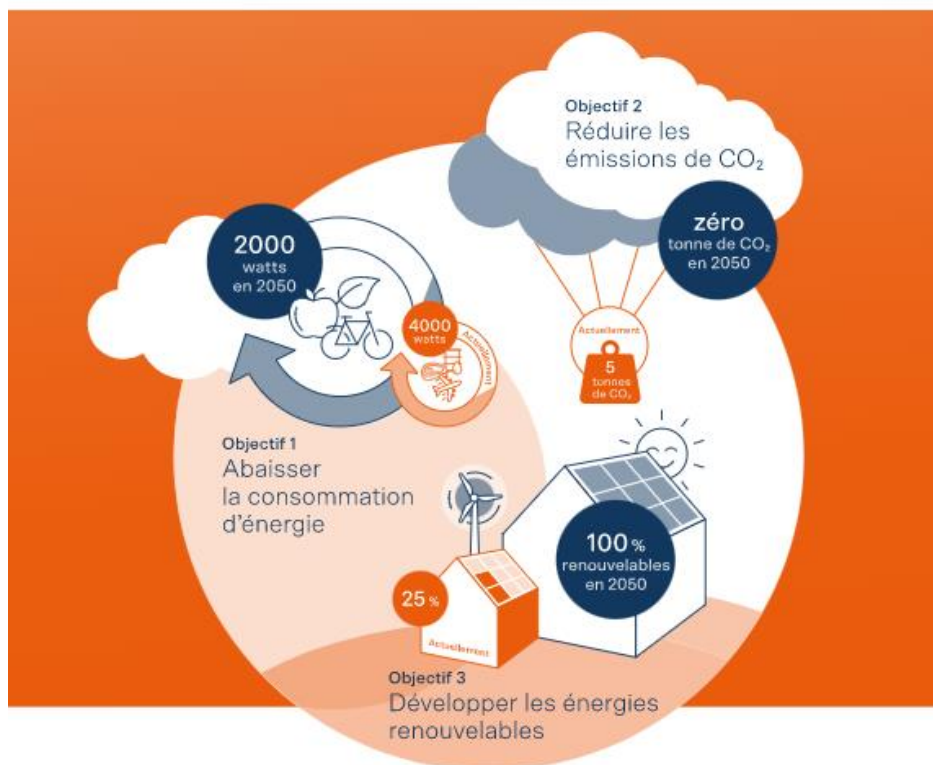 Objectif 2
Réduire les
émissions de CO₂
zéro
tonne de CO₂
en 2050
2000
watts
en 2050
4000
watts
Actuellement
Actuellement
5
tonnes
de CO₂
Objectif 1
Abaisser
la consommation
d’énergie
100 %
renouvelables
en 2050
25 %
Actuellement
Objectif 3
Développer les énergies
renouvelables